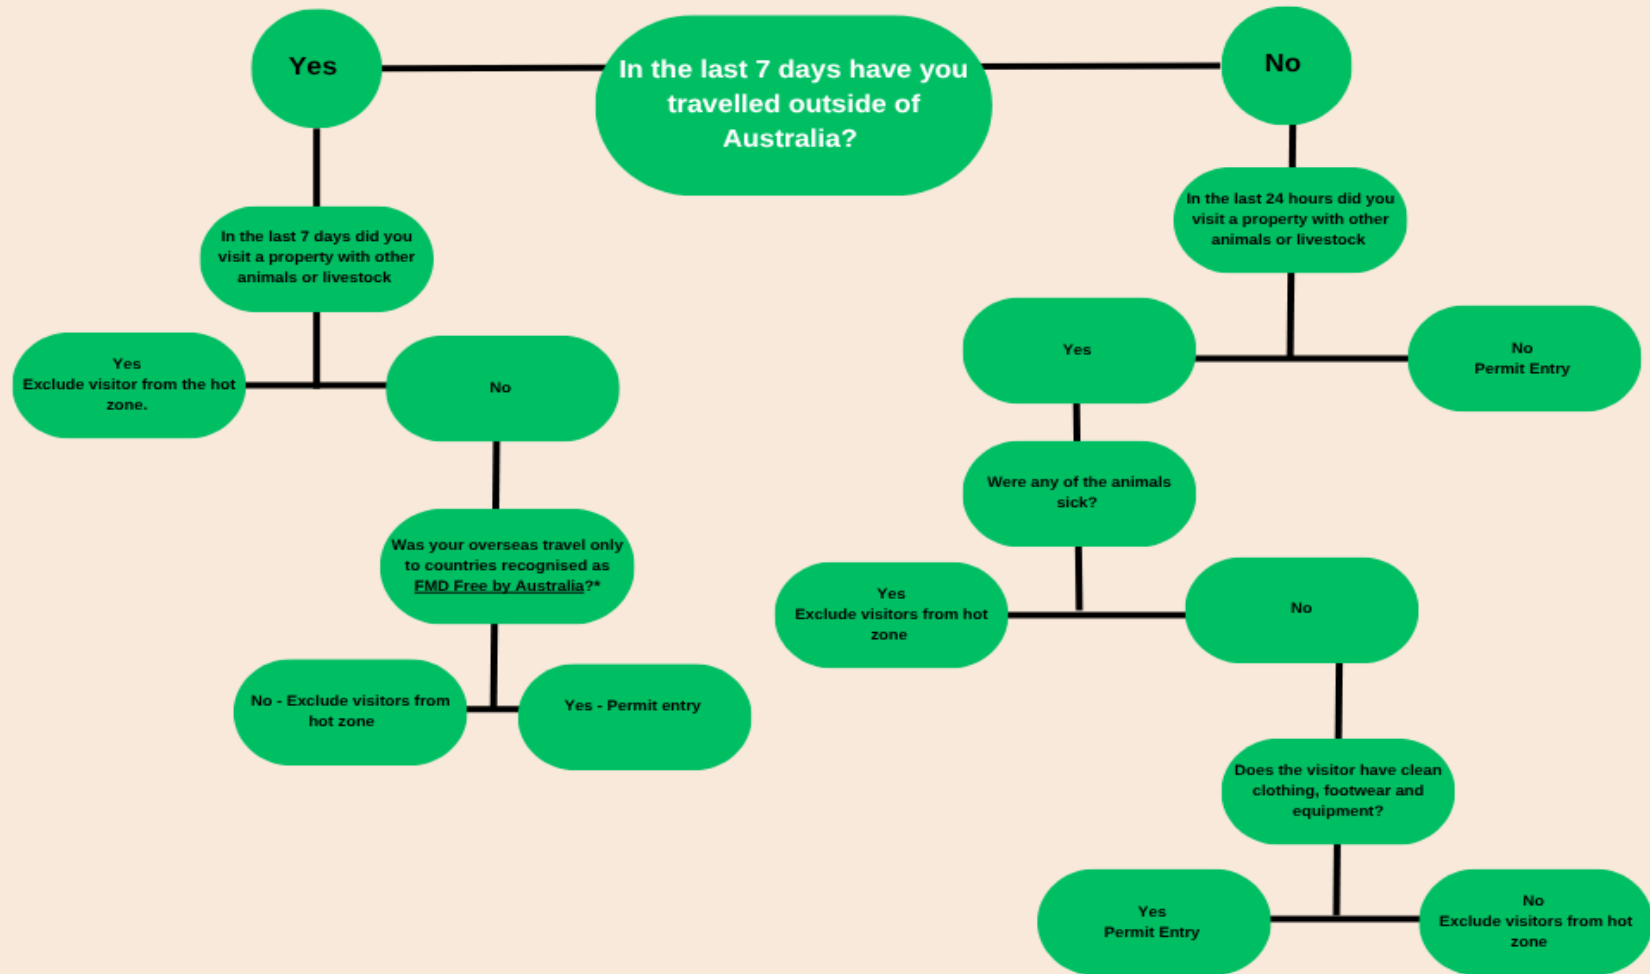 In the last 7 days have you
travelled outside of
Australia?
Yes
In the last 7 days did you
visit a property with other
animals or livestock
Yes
Exclude visitor from the hot
zone.
No
Was your overseas travel only
to countries recognised as
FMD Free by Australia?*
No - Exclude visitors from
hot zone
Yes - Permit entry
No
In the last 24 hours did you
visit a property with other
animals or livestock
Yes
No
Permit Entry
Were any of the animals
sick?
Yes
Exclude visitors from hot
zone
No
Does the visitor have clean
clothing, footwear and
equipment?
Yes
Permit Entry
No
Exclude visitors from hot
zone